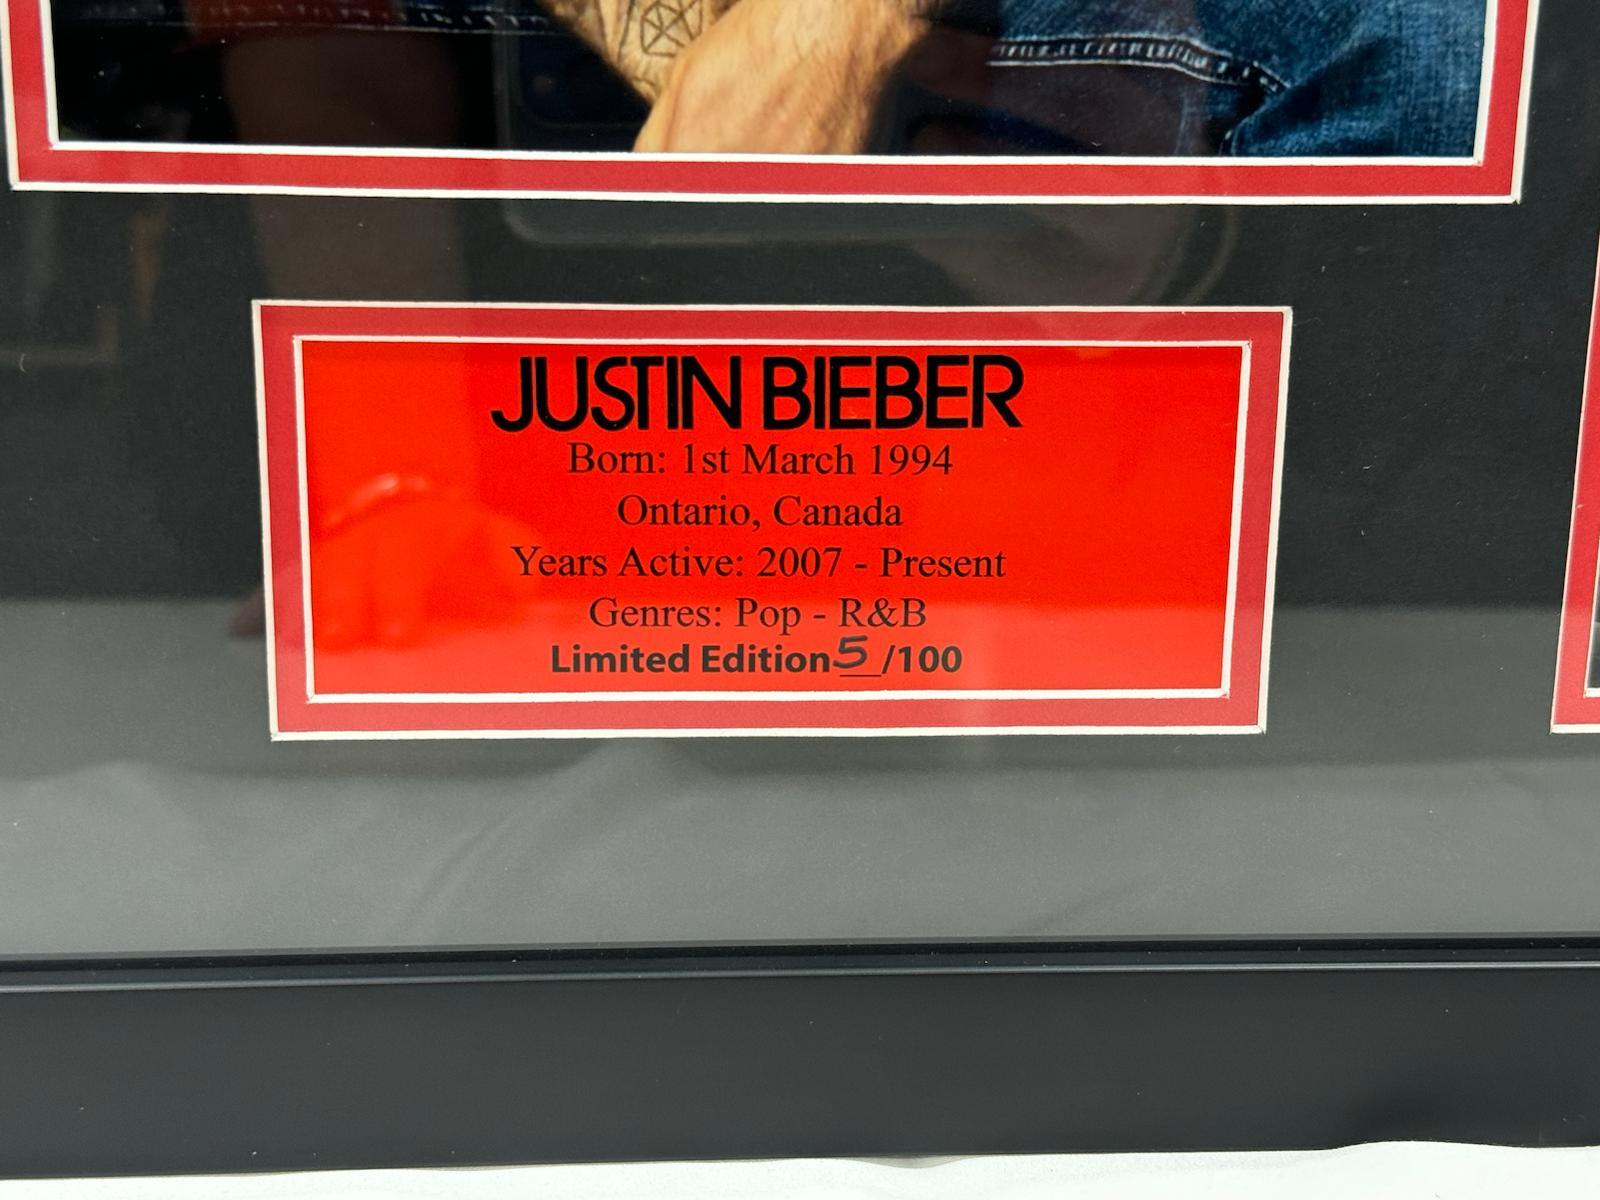 JUSTIN BIEBER
Born: 1st March 1994
Ontario, Canada
Years Active: 2007 - Present
Genres: Pop - R&B
Limited Edition 5 /100